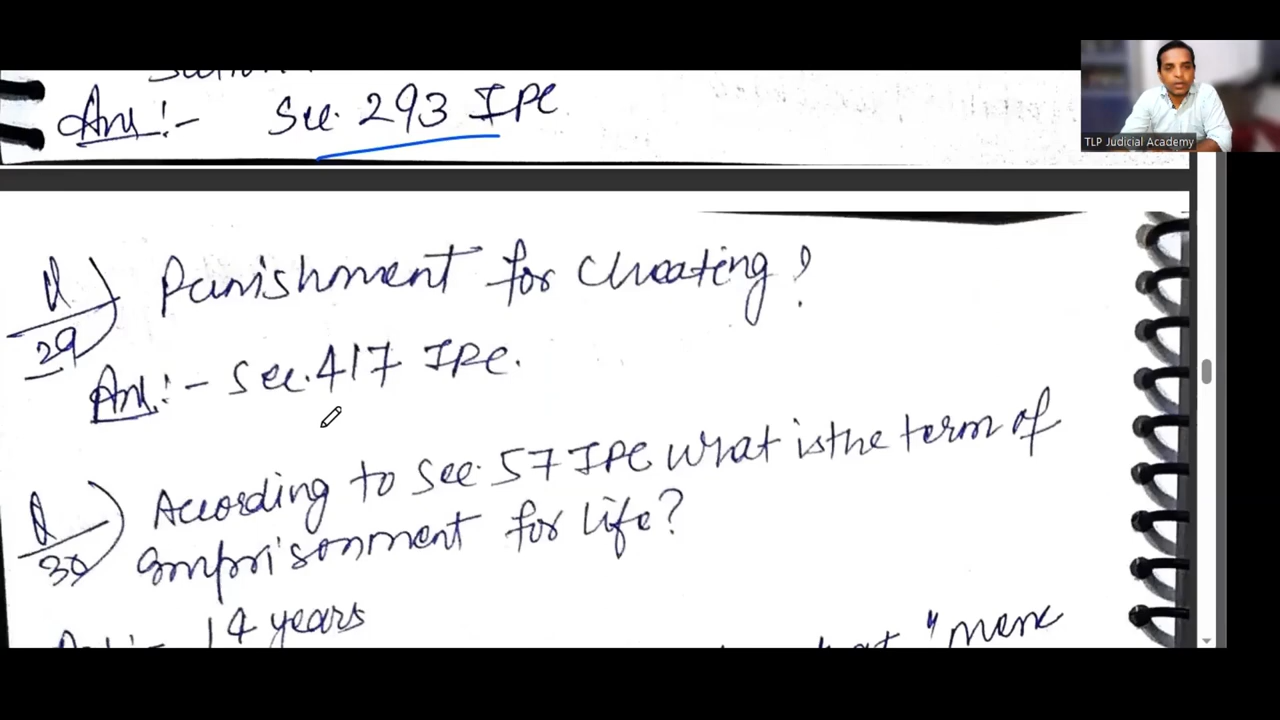 Ans:- Sec. 293 IPC
TLP Judicial Academy
Q/29) Punishment for Cheating?
Ans:- Sec. 417 IPC.
Q/30) According to Sec. 57 IPC what is the term of
imprisonment for life?
14 years
"mens